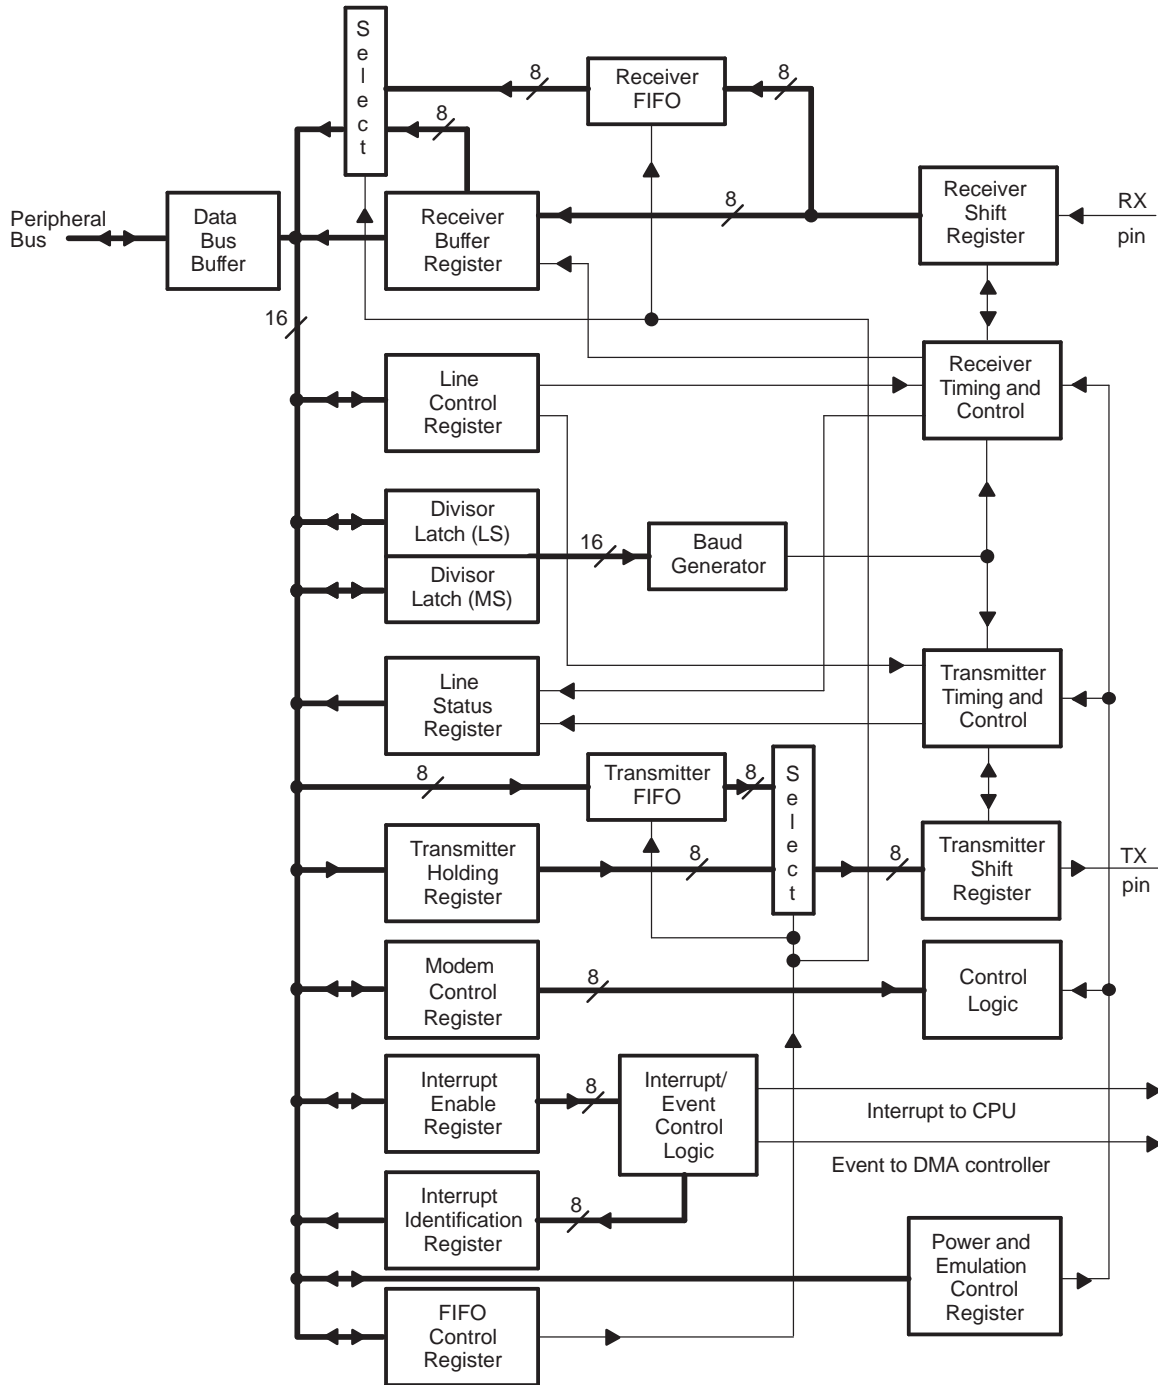 S
e
l
e
c
t
8
Receiver
FIFO
8
8
Peripheral
Bus
Data
Bus
Buffer
Receiver
Buffer
Register
8
Receiver
Shift
Register
RX
pin
16
Line
Control
Register
Receiver
Timing and
Control
Divisor
Latch (LS)
Divisor
Latch (MS)
16
Baud
Generator
Line
Status
Register
Transmitter
Timing and
Control
8
Transmitter
FIFO
8
S
e
l
e
c
t
Transmitter
Holding
Register
8
8
Transmitter
Shift
Register
TX
pin
Modem
Control
Register
8
Control
Logic
Interrupt
Enable
Register
8
Interrupt/
Event
Control
Logic
Interrupt to CPU
Event to DMA controller
Interrupt
Identification
Register
8
Power and
Emulation
Control
Register
FIFO
Control
Register